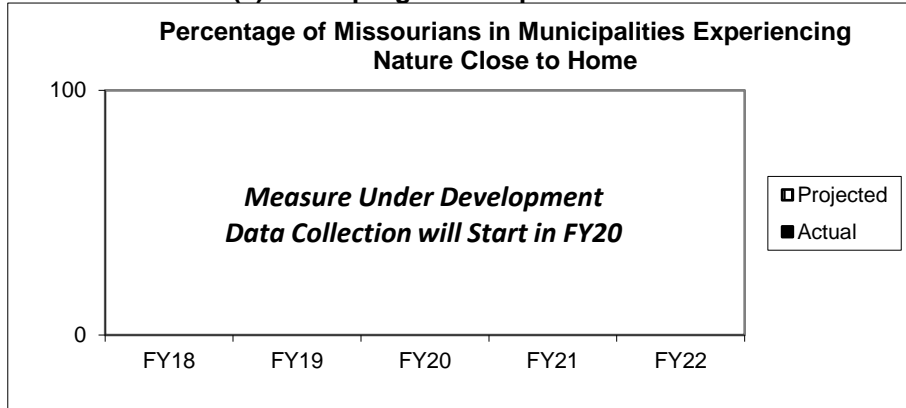 Percentage of Missourians in Municipalities Experiencing
Nature Close to Home
100
Measure Under Development
Data Collection will Start in FY20
Projected
Actual
0
FY18 FY19 FY20 FY21 FY22